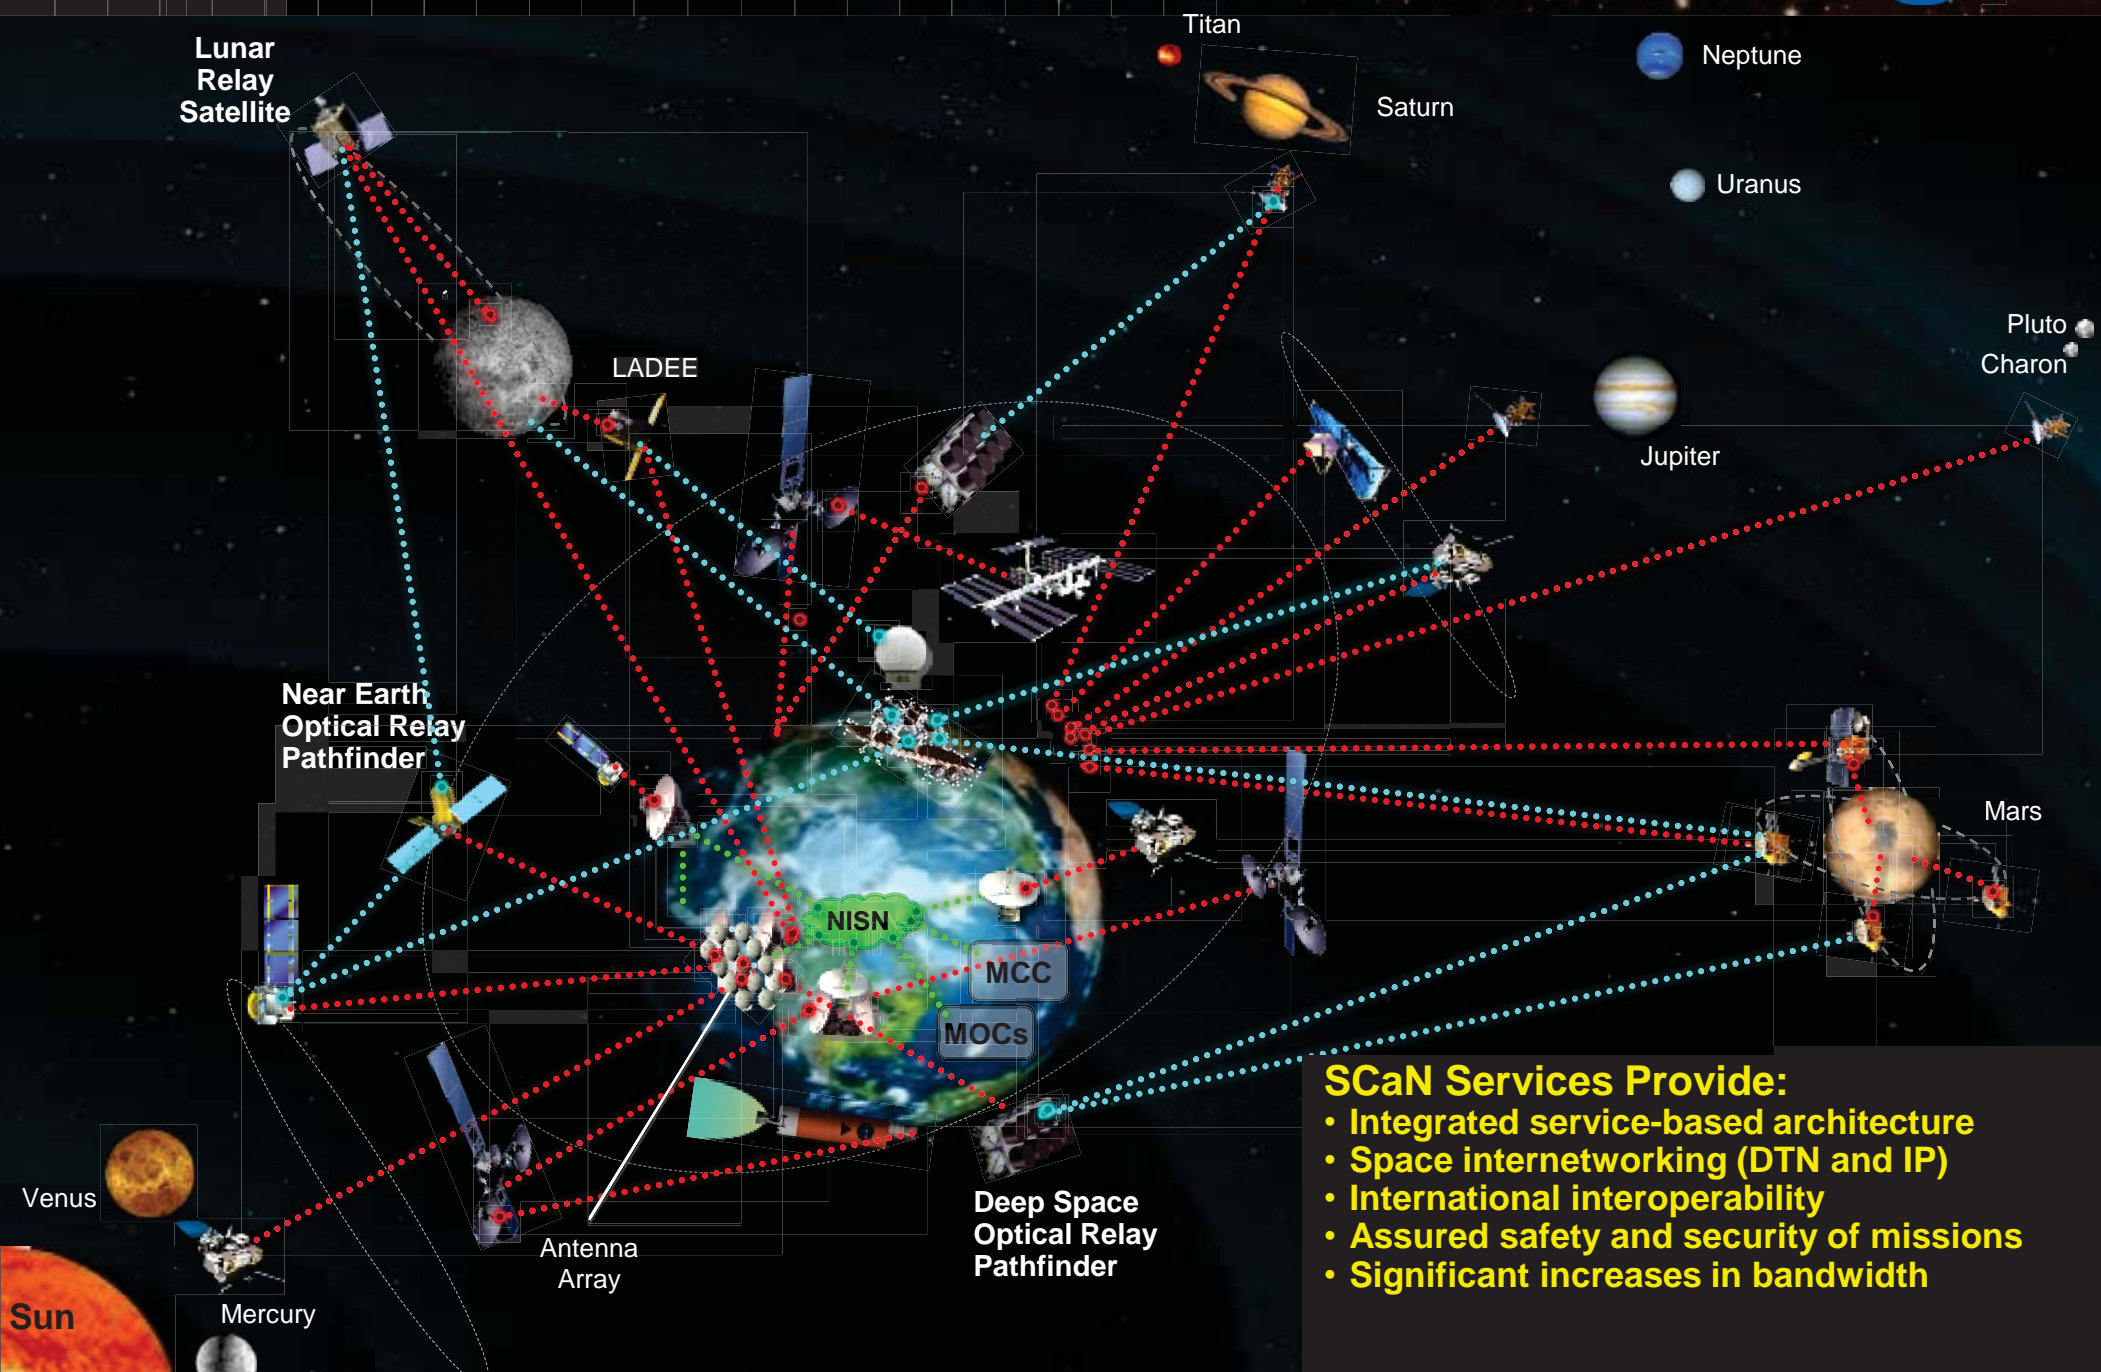 Titan
Saturn
Neptune
Uranus
Pluto
Charon
Jupiter
Lunar
Relay
Satellite
LADEE
Near Earth
Optical Relay
Pathfinder
Mars
NISN
MCC
MOCs
Venus
Sun
Mercury
Antenna
Array
Deep Space
Optical Relay
Pathfinder
SCaN Services Provide:
• Integrated service-based architecture
• Space internetworking (DTN and IP)
• International interoperability
• Assured safety and security of missions
• Significant increases in bandwidth